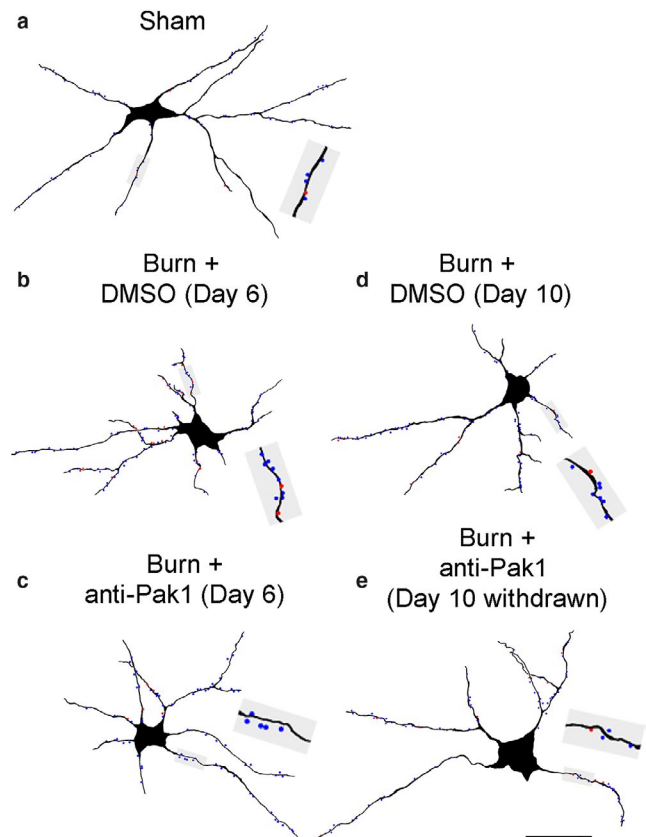 a
Sham
b
Burn +
DMSO (Day 6)
d
Burn +
DMSO (Day 10)
c
Burn +
anti-Pak1 (Day 6)
e
Burn +
anti-Pak1
(Day 10 withdrawn)